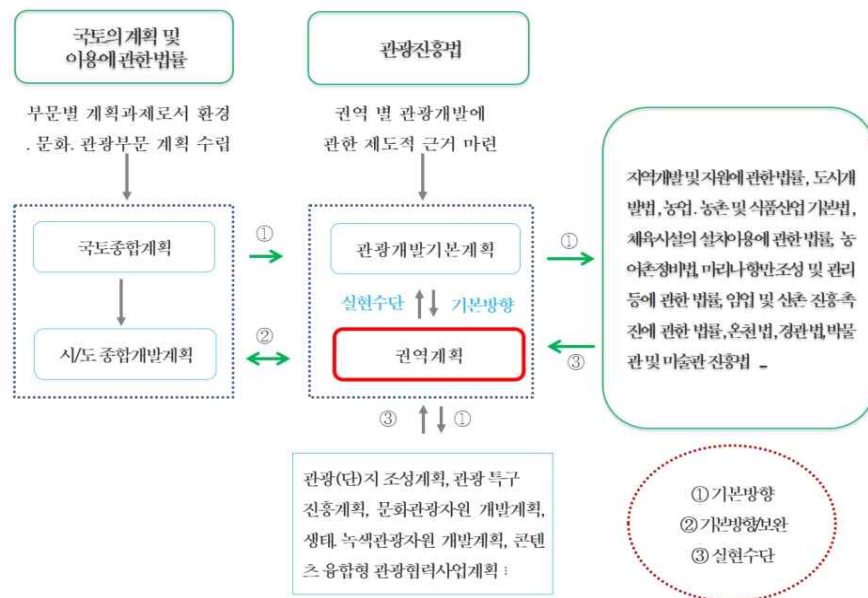 국토의 계획 및
이용에 관한 법률
관광진흥법
부문별 계획과제로서 환경
. 문화. 관광부문 계획 수립
권역 별 관광개발에
관한 제도적 근거 마련
국토종합계획
①
관광개발기본계획
①
실현수단
기본방향
시/도 종합개발계획
②
권역계획
③
지역개발 및 지원에 관한 법률, 도시개
발법, 농업. 농촌 및 식품산업 기본법,
체육시설의 설치이용에 관한 법률, 농
어촌정비법, 마리나 항만 조성 및 관리
등에 관한 법률, 임업 및 산촌 진흥촉
진에 관한 법률, 온천법, 경관법, 박물
관 및 미술관 진흥법 ...
③
①
관광(단)지 조성계획, 관광 특구
진흥계획, 문화관광자원 개발계획,
생태. 녹색관광자원 개발계획, 콘텐
츠 융합형 관광협력사업계획 :
① 기본방향
② 기본방향/보완
③ 실현수단